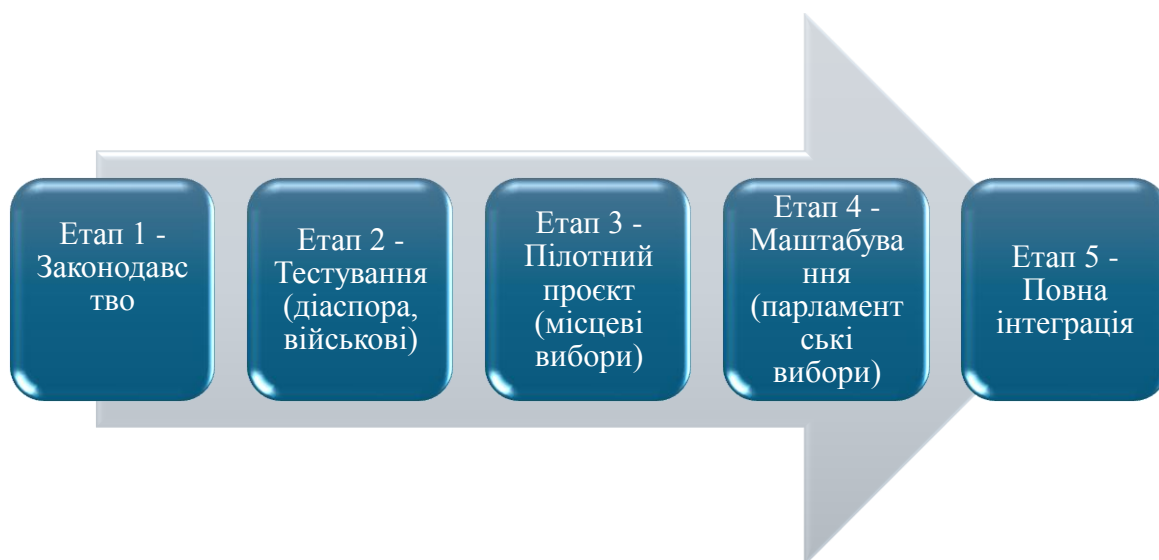 Етап 1 -
Законодавс
тво
Етап 2 -
Тестування
(діаспора,
військові)
Етап 3 -
Пілотний
проєкт
(місцеві
вибори)
Етап 4 -
Маштабува
ння
(парламент
ські
вибори)
Етап 5 -
Повна
інтеграція